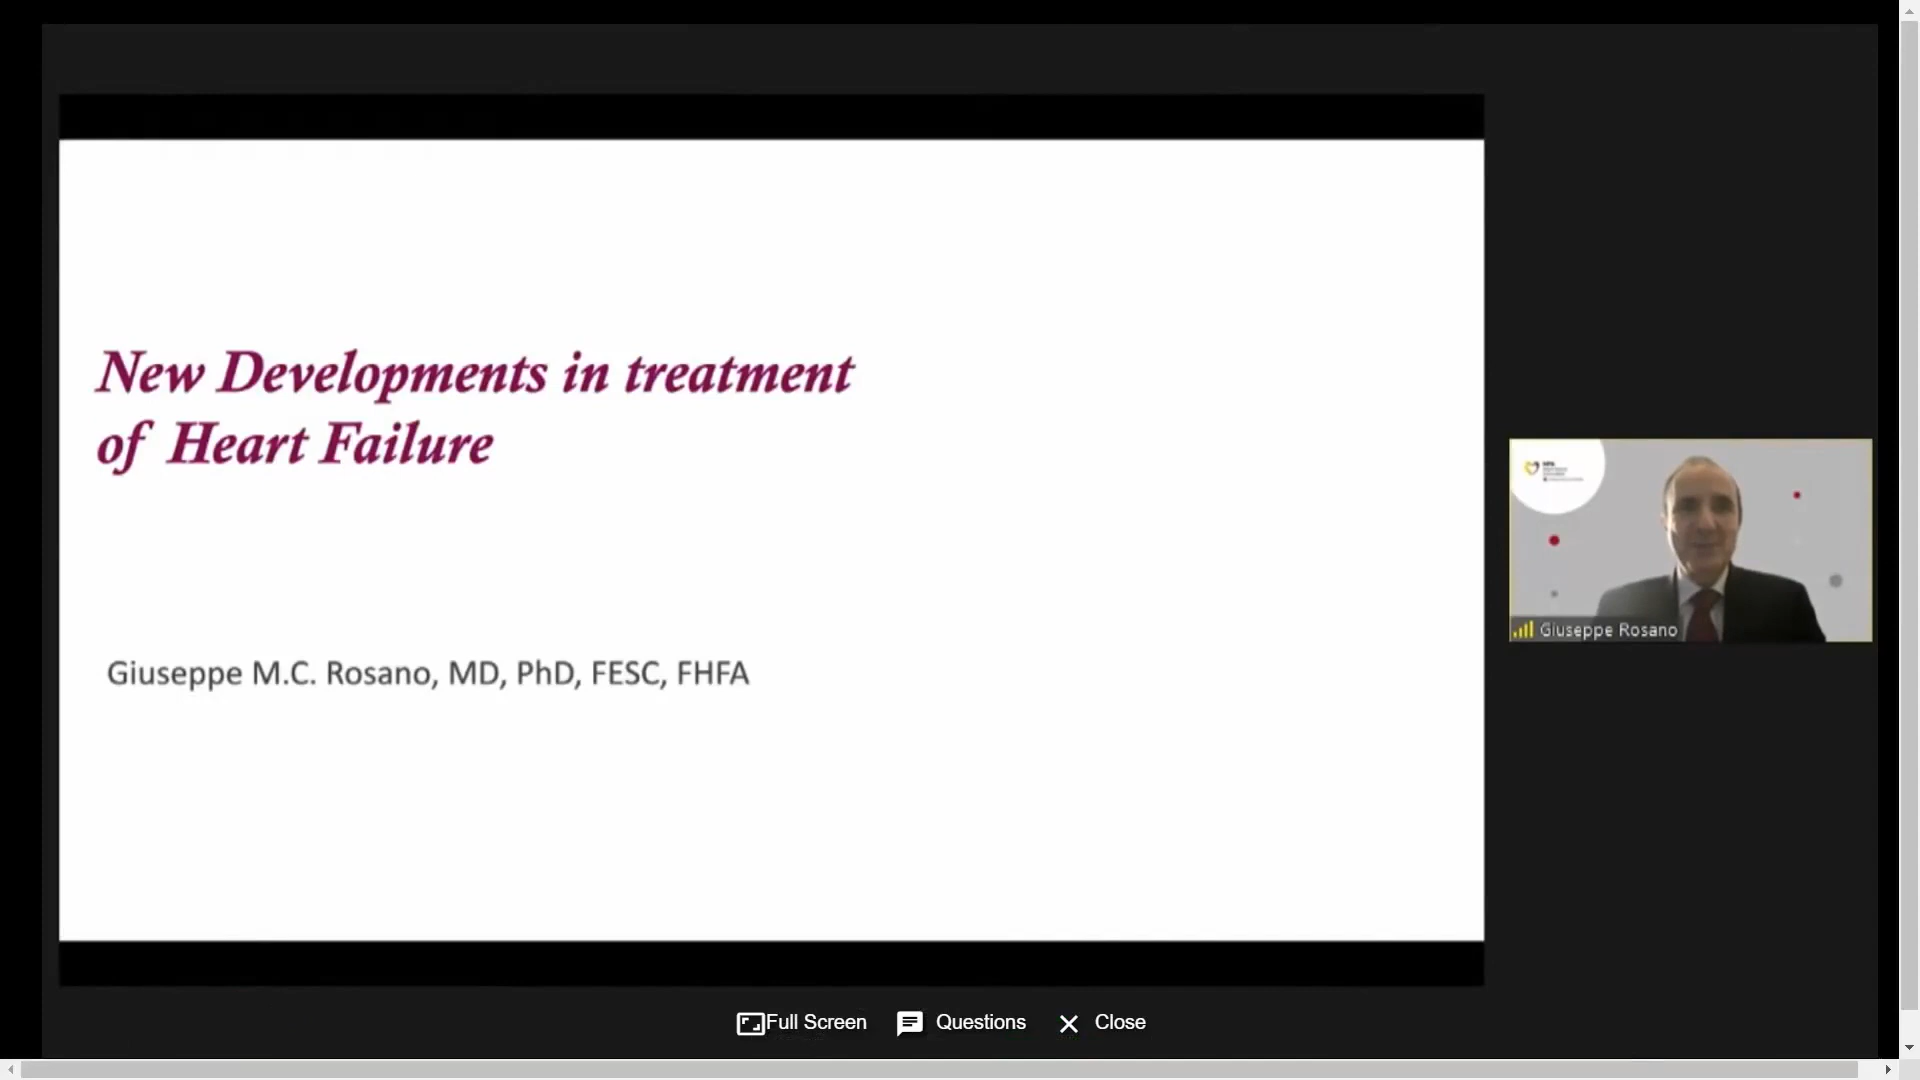 New Developments in treatment
of Heart Failure
Giuseppe M.C. Rosano, MD, PhD, FESC, FHFA
HFA
Giuseppe Rosano
Full Screen
Questions
Close